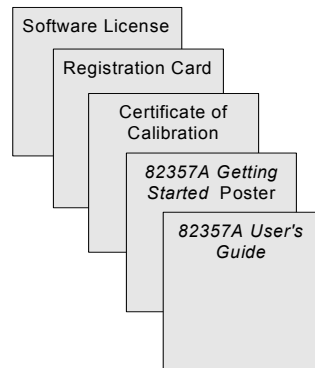 Software License
Registration Card
Certificate of
Calibration
82357A Getting
Started Poster
82357A User's
Guide